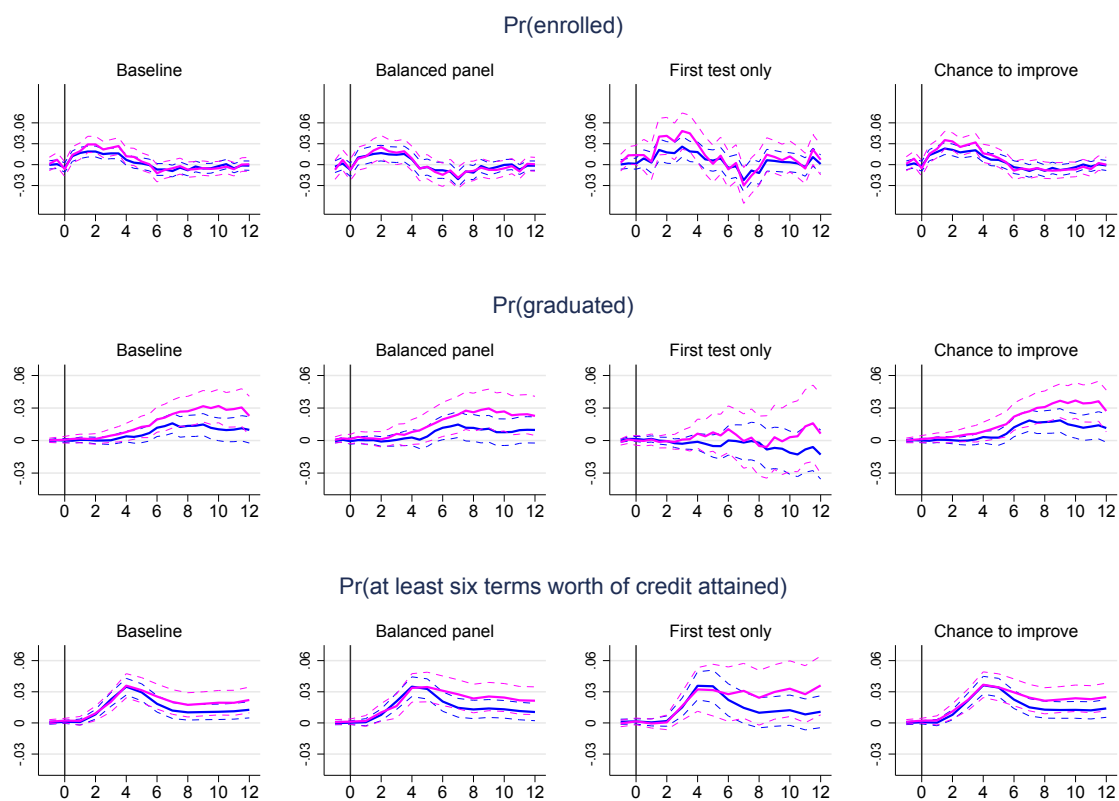 Pr(enrolled)
Baseline Balanced panel First test only Chance to improve
-.03 0 .03 .06 -.03 0 .03 .06 -.03 0 .03 .06 -.03 0 .03 .06
0 2 4 6 8 10 12 0 2 4 6 8 10 12 0 2 4 6 8 10 12 0 2 4 6 8 10 12
Pr(graduated)
Baseline Balanced panel First test only Chance to improve
-.03 0 .03 .06 -.03 0 .03 .06 -.03 0 .03 .06 -.03 0 .03 .06
0 2 4 6 8 10 12 0 2 4 6 8 10 12 0 2 4 6 8 10 12 0 2 4 6 8 10 12
Pr(at least six terms worth of credit attained)
Baseline Balanced panel First test only Chance to improve
-.03 0 .03 .06 -.03 0 .03 .06 -.03 0 .03 .06 -.03 0 .03 .06
0 2 4 6 8 10 12 0 2 4 6 8 10 12 0 2 4 6 8 10 12 0 2 4 6 8 10 12